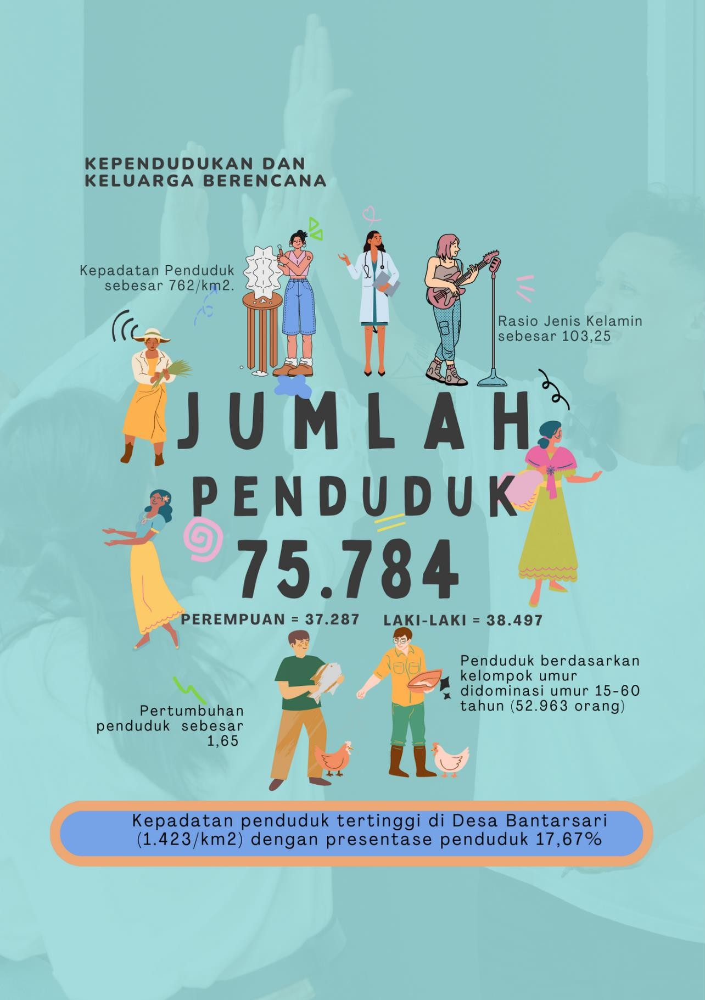 KEPENDUDUKAN DAN
KELUARGA BERENCANA
Kepadatan Penduduk
sebesar 762/km2.
Rasio Jenis Kelamin
sebesar 103,25
JUMLAH
PENDUDUK
75.784
PEREMPUAN = 37.287
LAKI-LAKI = 38.497
Penduduk berdasarkan
kelompok umur
didominasi umur 15-60
tahun (52.963 orang)
Pertumbuhan
penduduk sebesar
1,65
Kepadatan penduduk tertinggi di Desa Bantarsari
(1.423/km2) dengan presentase penduduk 17,67%